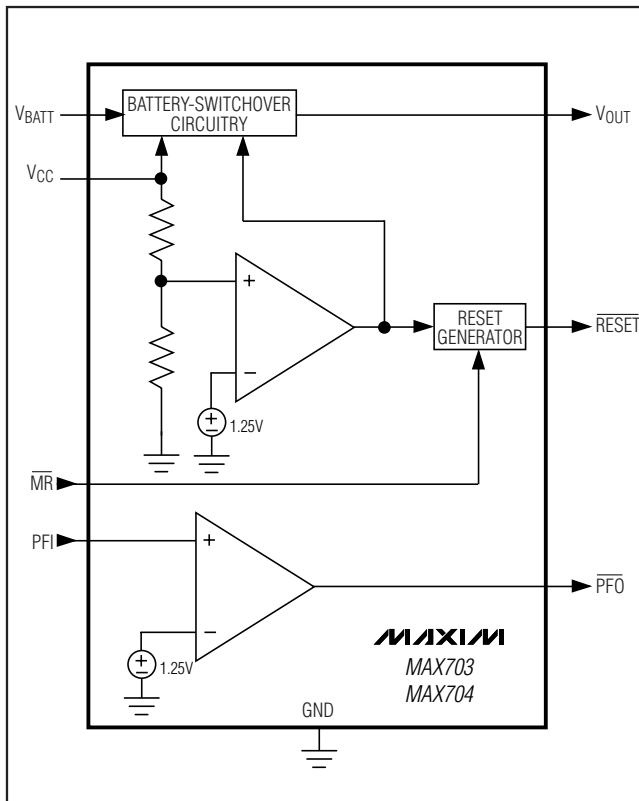 BATTERY-SWITCHOVER
CIRCUITRY
VBATT
VOUT
VCC
+
−
RESET
GENERATOR
RESET
+
−
1.25V
MR
PFI
+
−
PFO
+
−
1.25V
MAXIM
MAX703
MAX704
GND